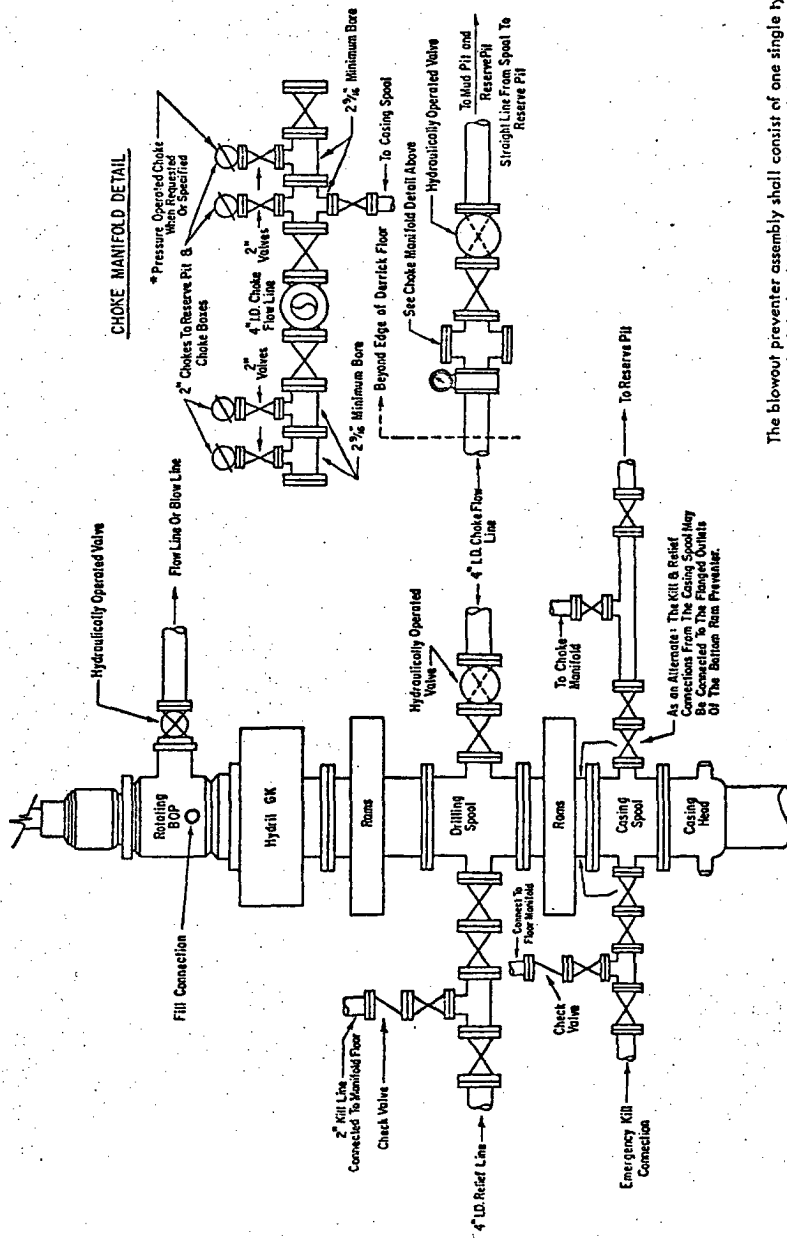 CHOKE MANIFOLD DETAIL
*Pressure Operated Choke
When Requested
Or Specified
2" Chokes To Reserve Pit &
Choke Boxes
2"
Valves
4" I.D. Choke
Flow Line
2"
Valves
2 9/16" Minimum Bore
2 9/16" Minimum Bore
To Casing Spool
Hydraulically Operated Valve
Flow Line Or Blow Line
Rotating
BOP
Fill Connection
Hydril GK
Rams
Beyond Edge of Derrick Floor
See Choke Manifold Detail Above
Hydraulically Operated Valve
To Mud Pit and
Reserve Pit
Straight Line From Spool To
Reserve Pit
4" I.D. Choke Flow
Line
Hydraulically Operated
Valve
Drilling
Spool
2" Kill Line
Connected To Manifold Floor
Check Valve
4" I.D. Relief Line
Rams
Connect To
Floor Manifold
Check
Valve
To Choke
Manifold
To Reserve Pit
Casing
Spool
As an Alternate: The Kill & Relief
Connections From The Casing Spool May
Be Connected To The Flanged Outlets
Of The Bottom Ram Preventer.
Emergency Kill
Connection
Casing
Head
The blowout preventer assembly shall consist of one single